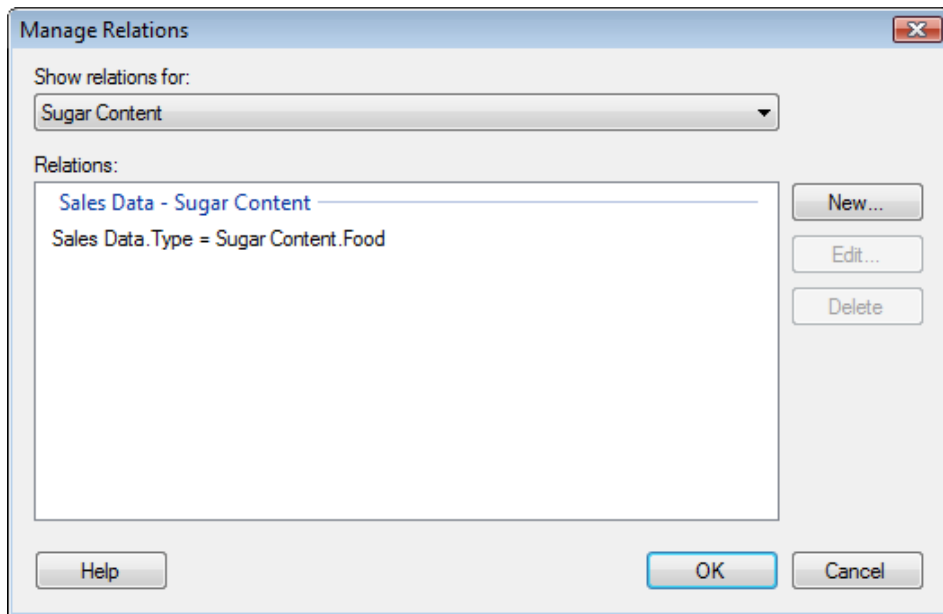 Manage Relations
Show relations for:
Sugar Content
Relations:
Sales Data - Sugar Content
Sales Data.Type = Sugar Content.Food
New...
Edit...
Delete
Help
OK
Cancel